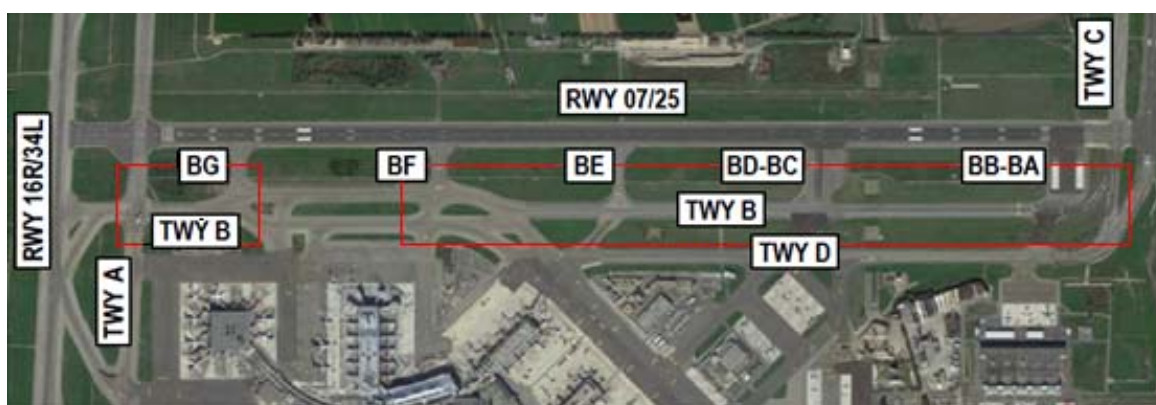 TWY C
RWY 07/25
RWY 16R/34L
BG
BF
BE
BD-BC
BB-BA
TWY B
TWY B
TWY D
TWY A